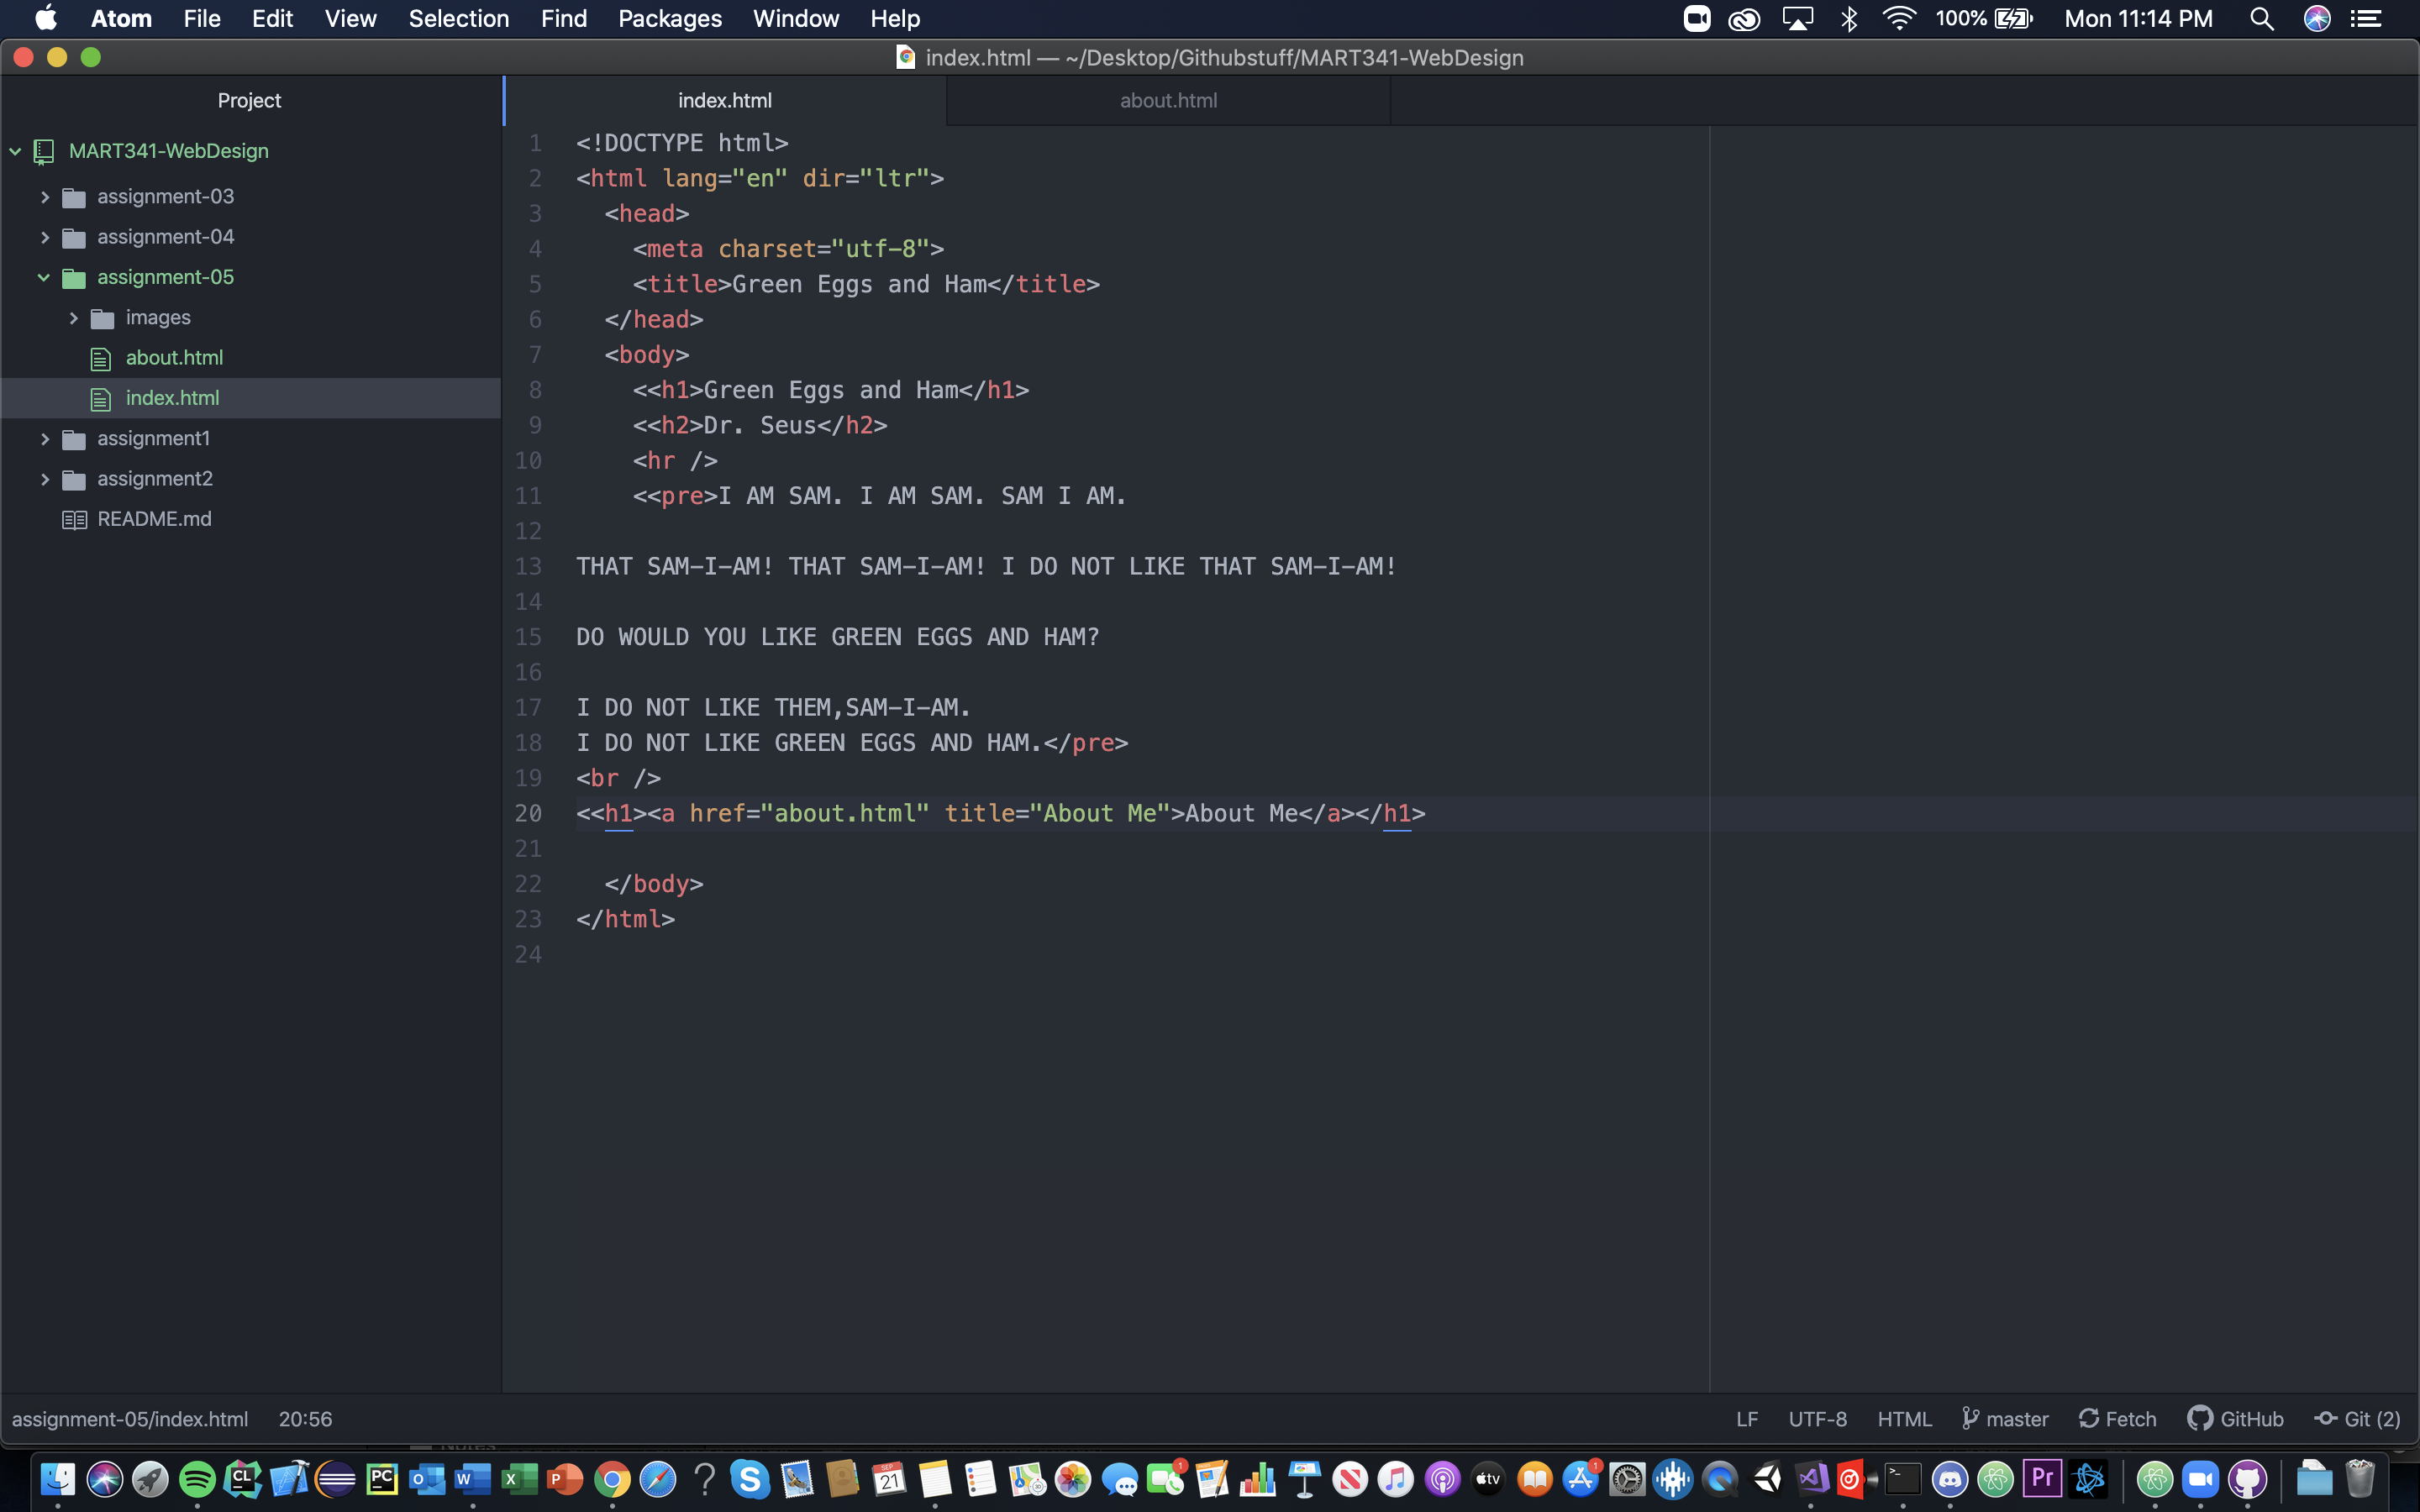 Atom File Edit View Selection Find Packages Window Help 100% Mon 11:14 PM
index.html — ~/Desktop/Githubstuff/MART341-WebDesign
Project
index.html
about.html
MART341-WebDesign
assignment-03
assignment-04
assignment-05
images
about.html
index.html
assignment1
assignment2
README.md
1 <!DOCTYPE html>
2 <html lang="en" dir="ltr">
3 <head>
4 <meta charset="utf-8">
5 <title>Green Eggs and Ham</title>
6 </head>
7 <body>
8 <<h1>Green Eggs and Ham</h1>
9 <<h2>Dr. Seus</h2>
10 <hr />
11 <<pre>I AM SAM. I AM SAM. SAM I AM.
12
13 THAT SAM-I-AM! THAT SAM-I-AM! I DO NOT LIKE THAT SAM-I-AM!
14
15 DO WOULD YOU LIKE GREEN EGGS AND HAM?
16
17 I DO NOT LIKE THEM,SAM-I-AM.
18 I DO NOT LIKE GREEN EGGS AND HAM.</pre>
19 <br />
20 <<h1><a href="about.html" title="About Me">About Me</a></h1>
21
22 </body>
23 </html>
24
assignment-05/index.html 20:56 LF UTF-8 HTML master Fetch GitHub Git (2)
CL PC O W X P ? S SEP 21 1 tv 1 >_ Pr